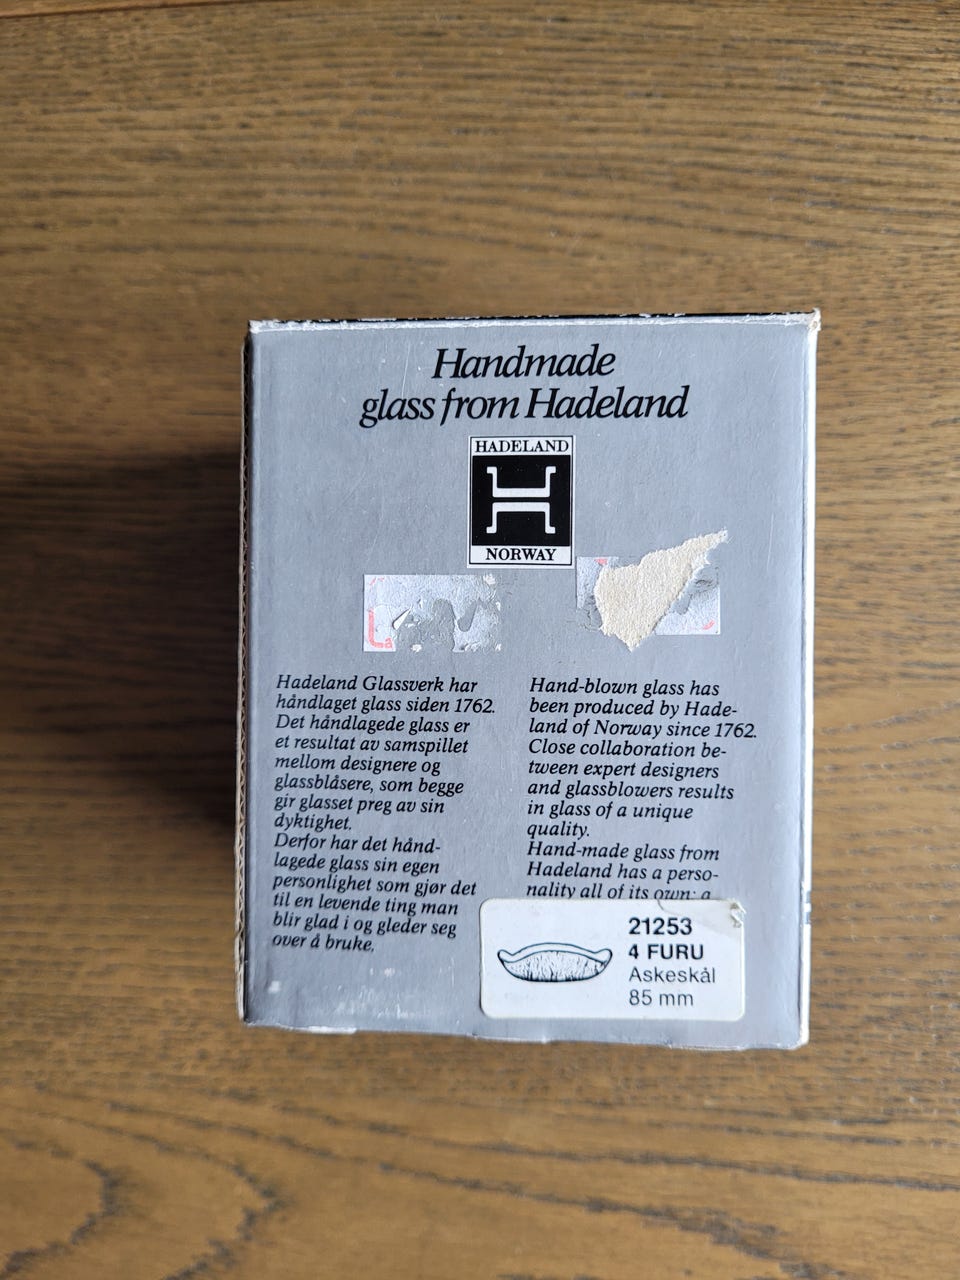 Handmade
glass from Hadeland
HADELAND
NORWAY
Hadeland Glassverk har
håndlaget glass siden 1762.
Det håndlagede glass er
et resultat av samspillet
mellom designere og
glassblåsere, som begge
gir glasset preg av sin
dyktighet.
Derfor har det hånd-
lagede glass sin egen
personlighet som gjør det
til en levende ting man
blir glad i og gleder seg
over å bruke.
Hand-blown glass has
been produced by Hade-
land of Norway since 1762.
Close collaboration be-
tween expert designers
and glassblowers results
in glass of a unique
quality.
Hand-made glass from
Hadeland has a perso-
nality all of its own: a
21253
4 FURU
Askeskål
85 mm